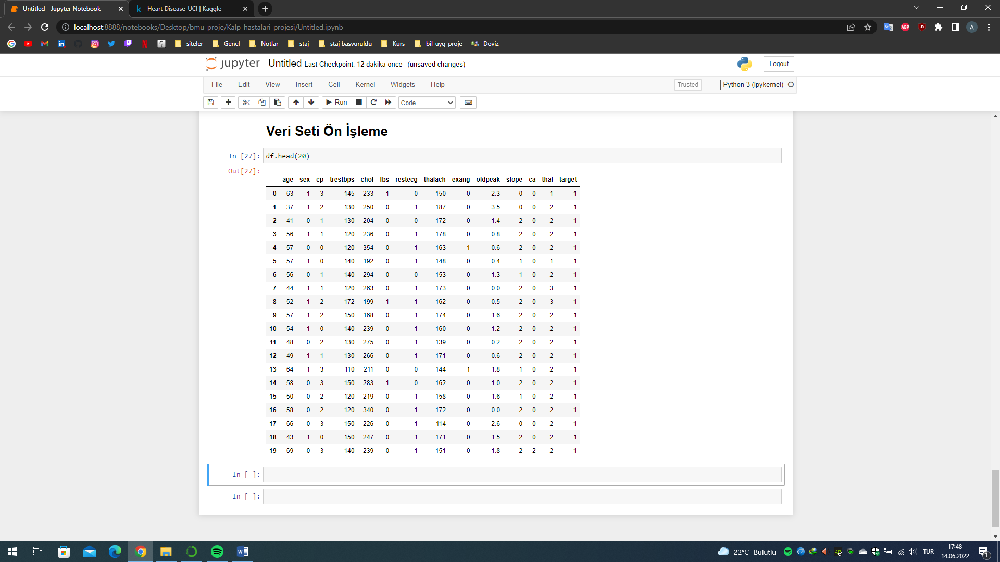 Untitled - Jupyter Notebook
Heart Disease-UCI | Kaggle
localhost:8888/notebooks/Desktop/bmu-proje/Kalp-hastalari-projesi/Untitled.ipynb
ABP
A
siteler Genel Notlar staj staj basvuruldu Kurs bil-uyg-proje Döviz
jupyter Untitled Last Checkpoint: 12 dakika önce (unsaved changes)
Logout
File Edit View Insert Cell Kernel Widgets Help
Trusted
Python 3 (ipykernel)
Run
Code
Veri Seti Ön İşleme
In [27]: df.head(20)
Out[27]:
age sex cp trestbps chol fbs restecg thalach exang oldpeak slope ca thal target
0 63 1 3 145 233 1 0 150 0 2.3 0 0 1 1
1 37 1 2 130 250 0 1 187 0 3.5 0 0 2 1
2 41 0 1 130 204 0 0 172 0 1.4 2 0 2 1
3 56 1 1 120 236 0 1 178 0 0.8 2 0 2 1
4 57 0 0 120 354 0 1 163 1 0.6 2 0 2 1
5 57 1 0 140 192 0 1 148 0 0.4 1 0 1 1
6 56 0 1 140 294 0 0 153 0 1.3 1 0 2 1
7 44 1 1 120 263 0 1 173 0 0.0 2 0 3 1
8 52 1 2 172 199 1 1 162 0 0.5 2 0 3 1
9 57 1 2 150 168 0 1 174 0 1.6 2 0 2 1
10 54 1 0 140 239 0 1 160 0 1.2 2 0 2 1
11 48 0 2 130 275 0 1 139 0 0.2 2 0 2 1
12 49 1 1 130 266 0 1 171 0 0.6 2 0 2 1
13 64 1 3 110 211 0 0 144 1 1.8 1 0 2 1
14 58 0 3 150 283 1 0 162 0 1.0 2 0 2 1
15 50 0 2 120 219 0 1 158 0 1.6 1 0 2 1
16 58 0 2 120 340 0 1 172 0 0.0 2 0 2 1
17 66 0 3 150 226 0 1 114 0 2.6 0 0 2 1
18 43 1 0 150 247 0 1 171 0 1.5 2 0 2 1
19 69 0 3 140 239 0 1 151 0 1.8 2 2 2 1
In [ ]:
In [ ]:
22°C Bulutlu
TUR
17:48
14.06.2022
1